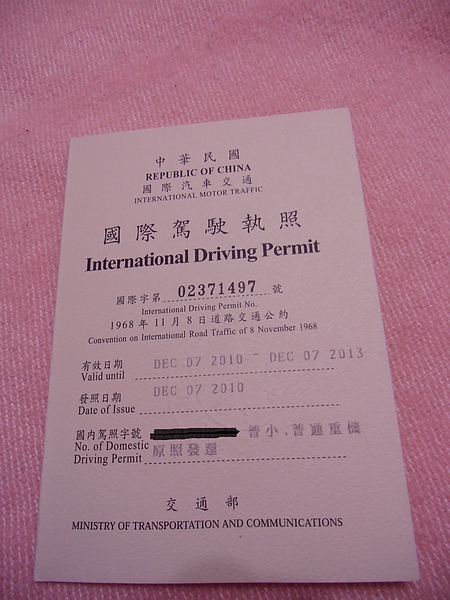 中華民國
REPUBLIC OF CHINA
國際汽車交通
INTERNATIONAL MOTOR TRAFFIC
國際駕駛執照
International Driving Permit
國際字第 02371497 號
International Driving Permit No.
1968年11月8日道路交通公約
Convention on International Road Traffic of 8 November 1968
有效日期
Valid until
DEC 07 2010 - DEC 07 2013
發照日期
Date of Issue
DEC 07 2010
國內駕照字號
No. of Domestic
Driving Permit
普小.普通重機
原照發還
交通部
MINISTRY OF TRANSPORTATION AND COMMUNICATIONS